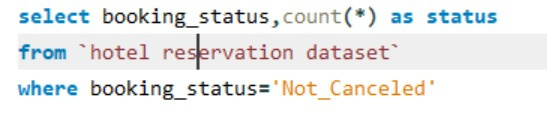 select booking_status,count(*) as status
from `hotel reservation dataset`
where booking_status='Not_Canceled'